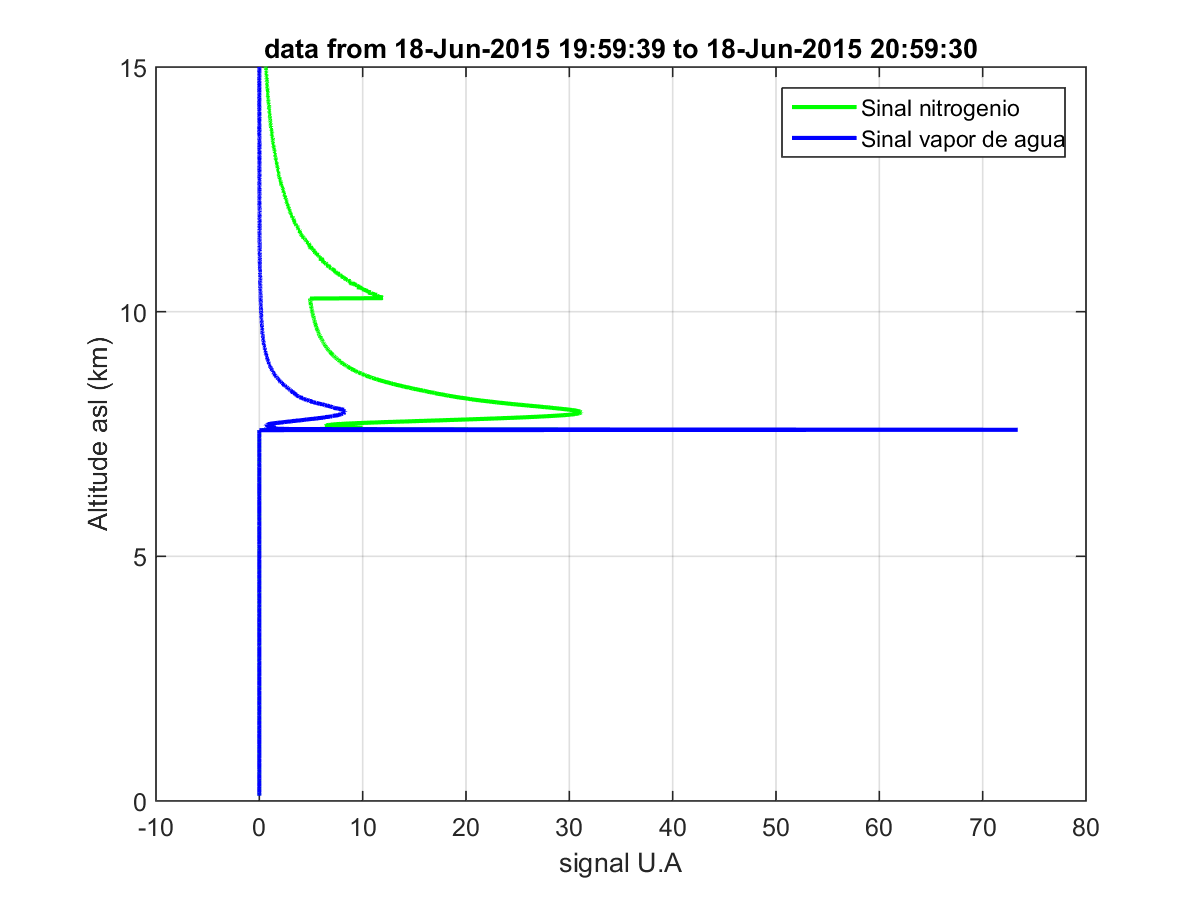 data from 18-Jun-2015 19:59:39 to 18-Jun-2015 20:59:30
15
Sinal nitrogenio
Sinal vapor de agua
10
Altitude asl (km)
5
0
-10 0 10 20 30 40 50 60 70 80
signal U.A